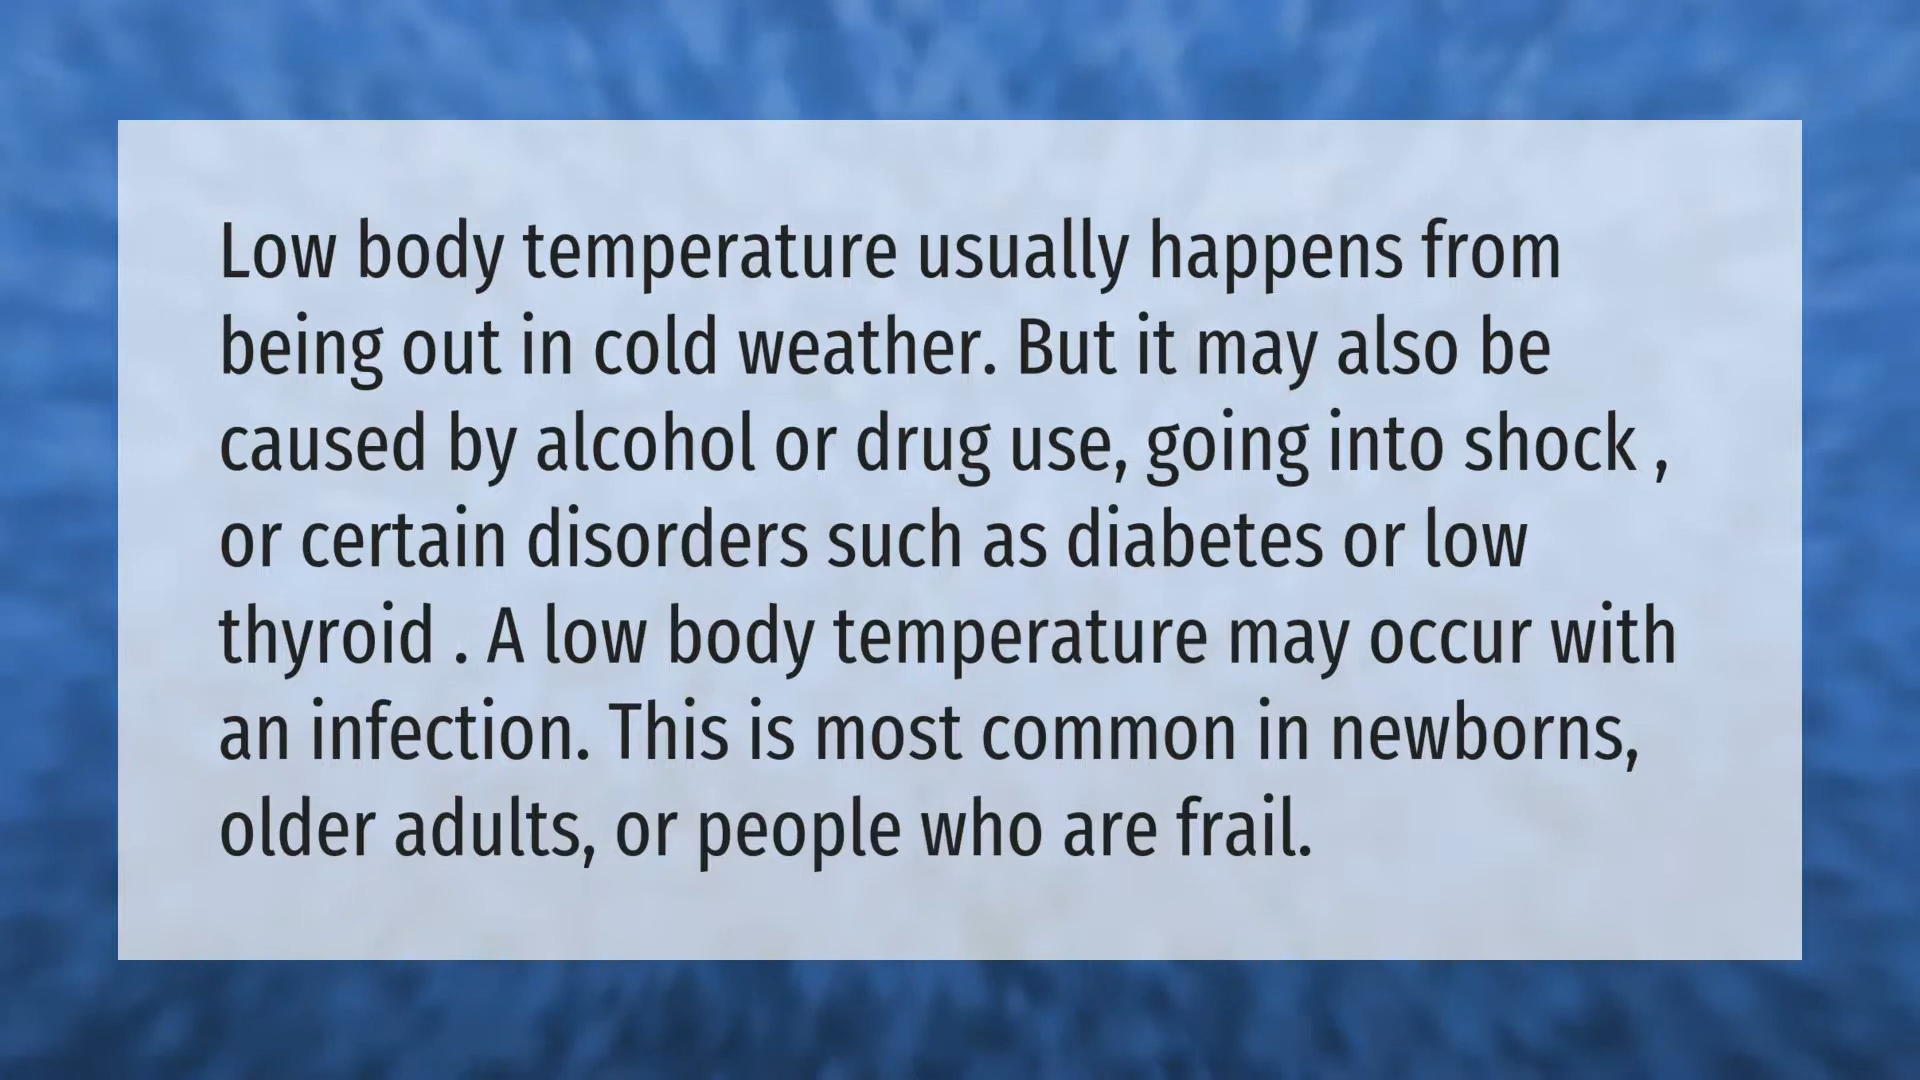 Low body temperature usually happens from
being out in cold weather. But it may also be
caused by alcohol or drug use, going into shock ,
or certain disorders such as diabetes or low
thyroid . A low body temperature may occur with
an infection. This is most common in newborns,
older adults, or people who are frail.